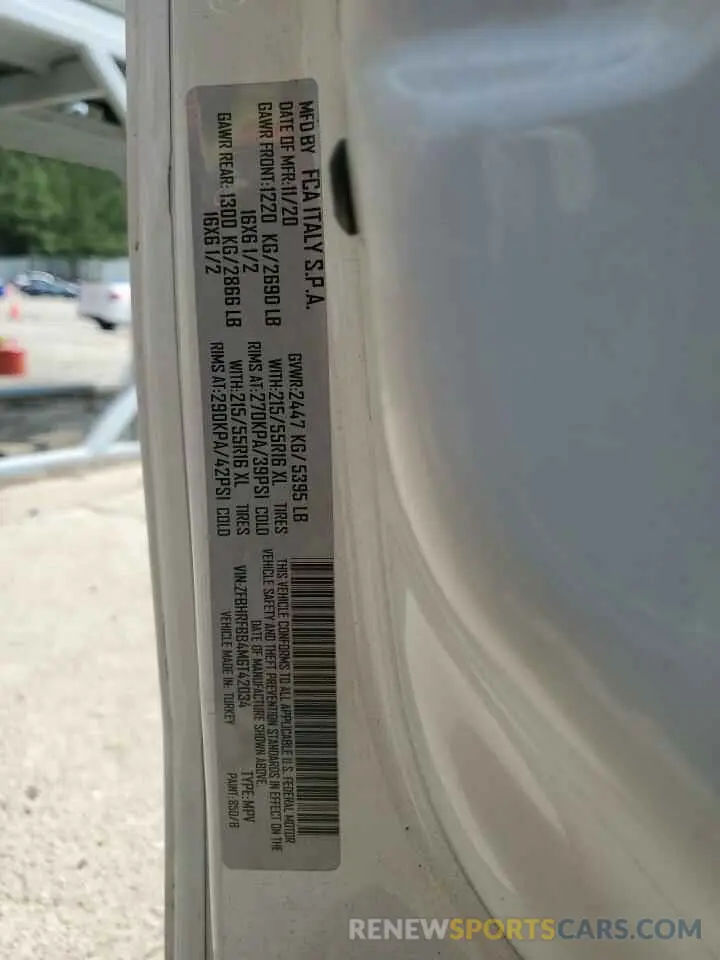 MFD BY FCA ITALY S.P.A.
DATE OF MFR:11/20 GVWR:2447 KG/5395 LB
GAWR FRONT:1220 KG/2690 LB WITH:215/55R16 XL TIRES
16X6 1/2 RIMS AT:270KPA/39PSI COLD
GAWR REAR: 1300 KG/2866 LB WITH:215/55R16 XL TIRES
16X6 1/2 RIMS AT:290KPA/42PSI COLD
THIS VEHICLE CONFORMS TO ALL APPLICABLE U.S. FEDERAL MOTOR
VEHICLE SAFETY AND THEFT PREVENTION STANDARDS IN EFFECT ON THE
DATE OF MANUFACTURE SHOWN ABOVE.
VIN:ZFBHRFBB4M6T42034 TYPE:MPV
VEHICLE MADE IN: TURKEY PAINT:
RENEWSPORTSCARS.COM